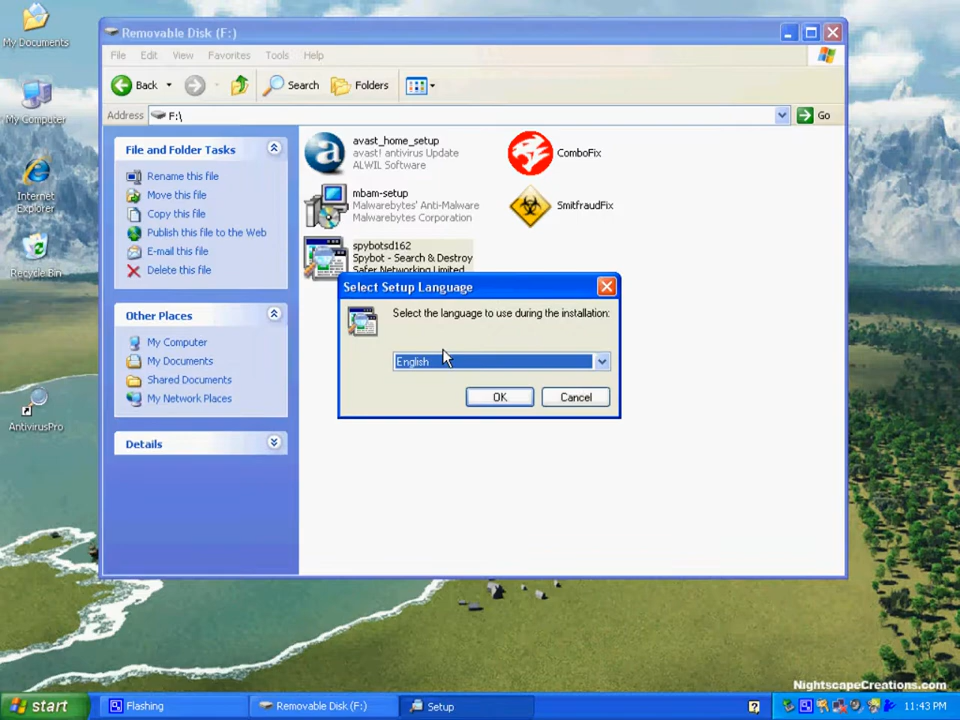 My Documents
My Computer
Internet
Explorer
Recycle Bin
AntivirusPro
Removable Disk (F:)
File Edit View Favorites Tools Help
Back Search Folders
Address F:\ Go
File and Folder Tasks
Rename this file
Move this file
Copy this file
Publish this file to the Web
E-mail this file
Delete this file
Other Places
My Computer
My Documents
Shared Documents
My Network Places
Details
avast_home_setup
avast! antivirus Update
ALWIL Software
ComboFix
mbam-setup
Malwarebytes' Anti-Malware
Malwarebytes Corporation
SmitfraudFix
spybotsd162
Spybot - Search & Destroy
Safer Networking Limited
Select Setup Language
Select the language to use during the installation:
English
OK Cancel
NightscapeCreations.com
start Flashing Removable Disk (F:) Setup 11:43 PM